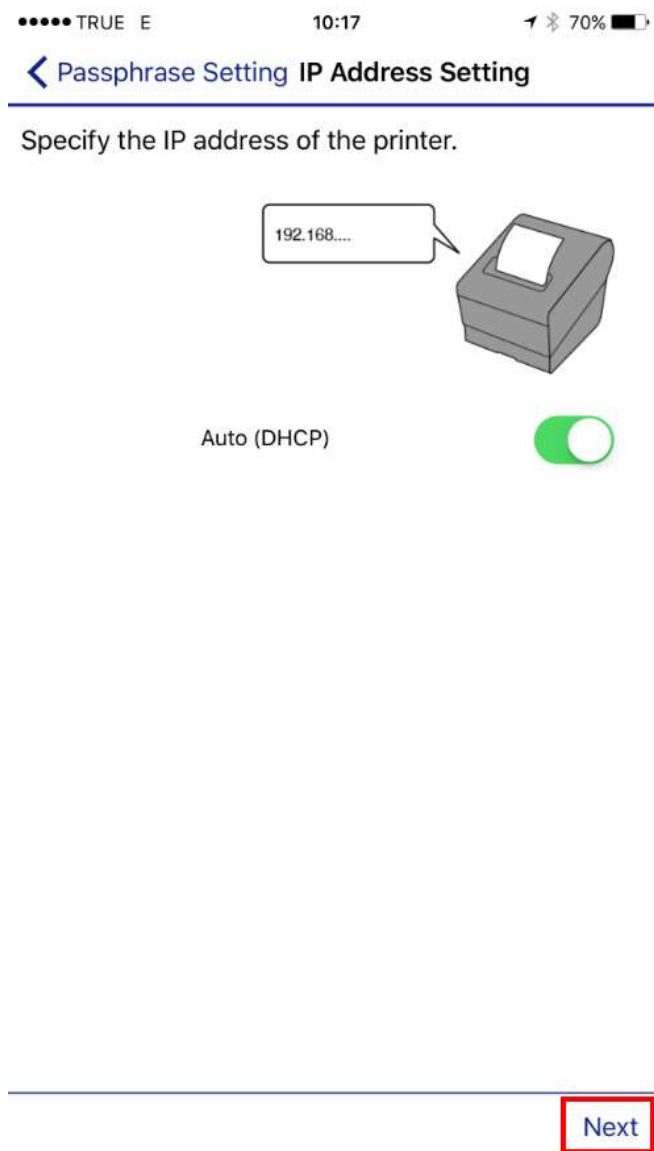 TRUE E 10:17 70%
Passphrase Setting IP Address Setting
Specify the IP address of the printer.
192.168....
Auto (DHCP)
Next